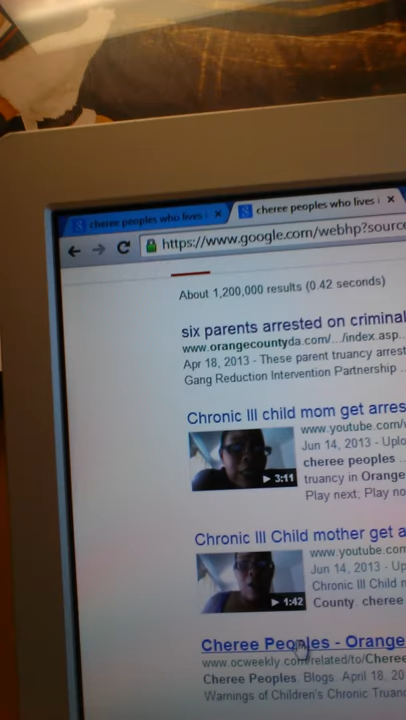 cheree peoples who lives i
cheree peoples who lives i
https://www.google.com/webhp?source
About 1,200,000 results (0.42 seconds)
six parents arrested on criminal
www.orangecountyda.com/.../index.asp..
Apr 18, 2013 - These parent truancy arrest
Gang Reduction Intervention Partnership ..
Chronic Ill child mom get arres
www.youtube.com/
Jun 14, 2013 - Uplo
cheree peoples ..
truancy in Orange
Play next; Play no
3:11
Chronic Ill Child mother get a
www.youtube.com
Jun 14, 2013 - Up
Chronic Ill Child
County. cheree
1:42
Cheree Peoples - Orange
www.ocweekly.com/related/to/Cheree
Cheree Peoples. Blogs. April 18, 20
Warnings of Children's Chronic Truan